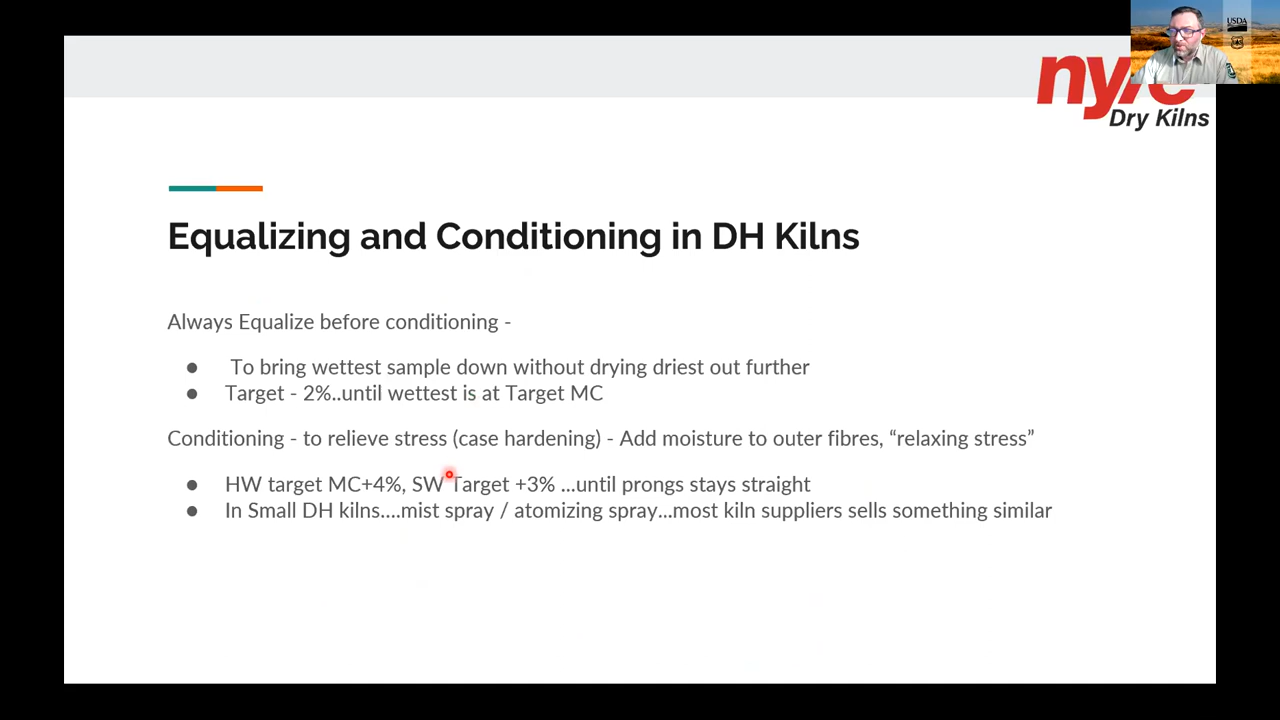 USDA
Dry Kilns
Equalizing and Conditioning in DH Kilns
Always Equalize before conditioning -
● To bring wettest sample down without drying driest out further
● Target - 2%..until wettest is at Target MC
Conditioning - to relieve stress (case hardening) - Add moisture to outer fibres, “relaxing stress”
● HW target MC+4%, SW Target +3% ...until prongs stays straight
● In Small DH kilns....mist spray / atomizing spray...most kiln suppliers sells something similar